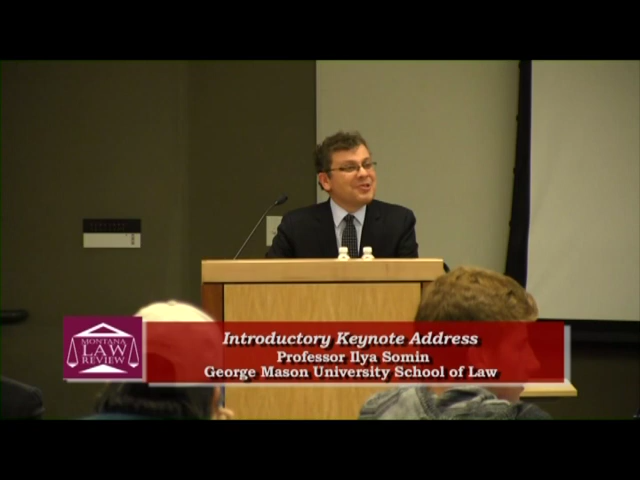 MONTANA
LAW
REVIEW
Introductory Keynote Address
Professor Ilya Somin
George Mason University School of Law